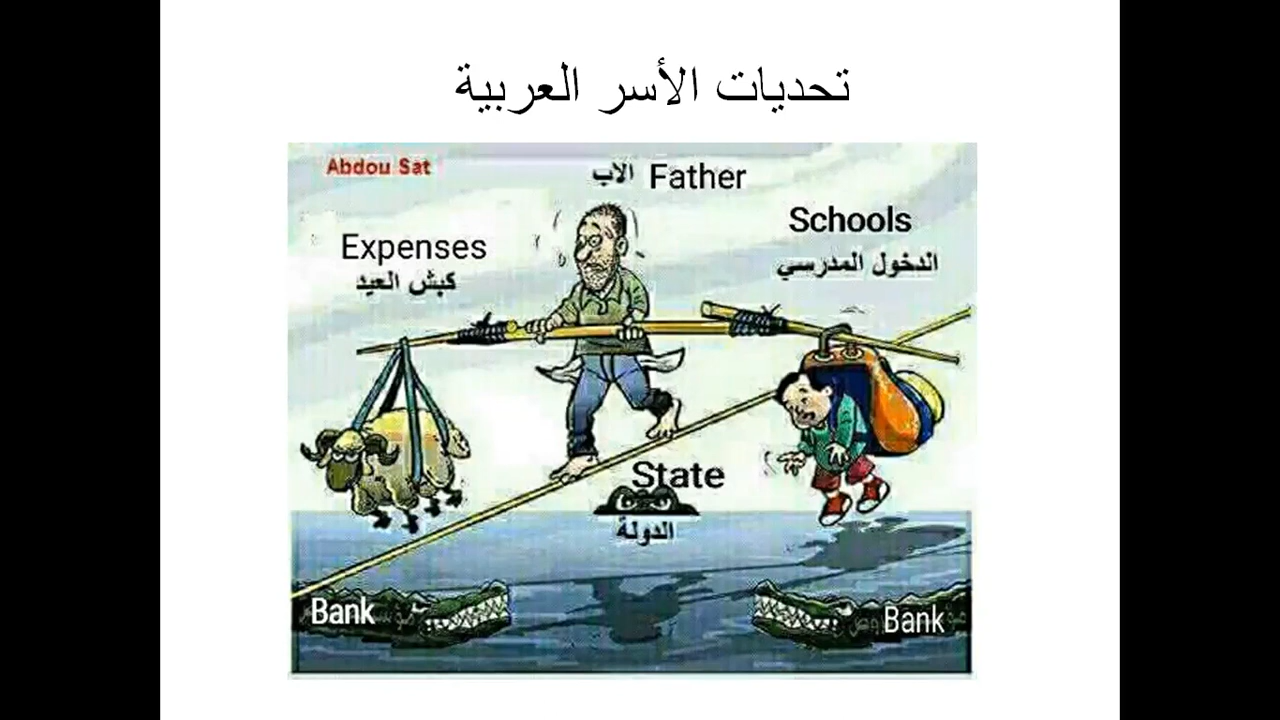 تحديات الأسر العربية
Abdou Sat
الاب Father
Schools
الدخول المدرسي
Expenses
كبش العيد
State
الدولة
Bank
Bank